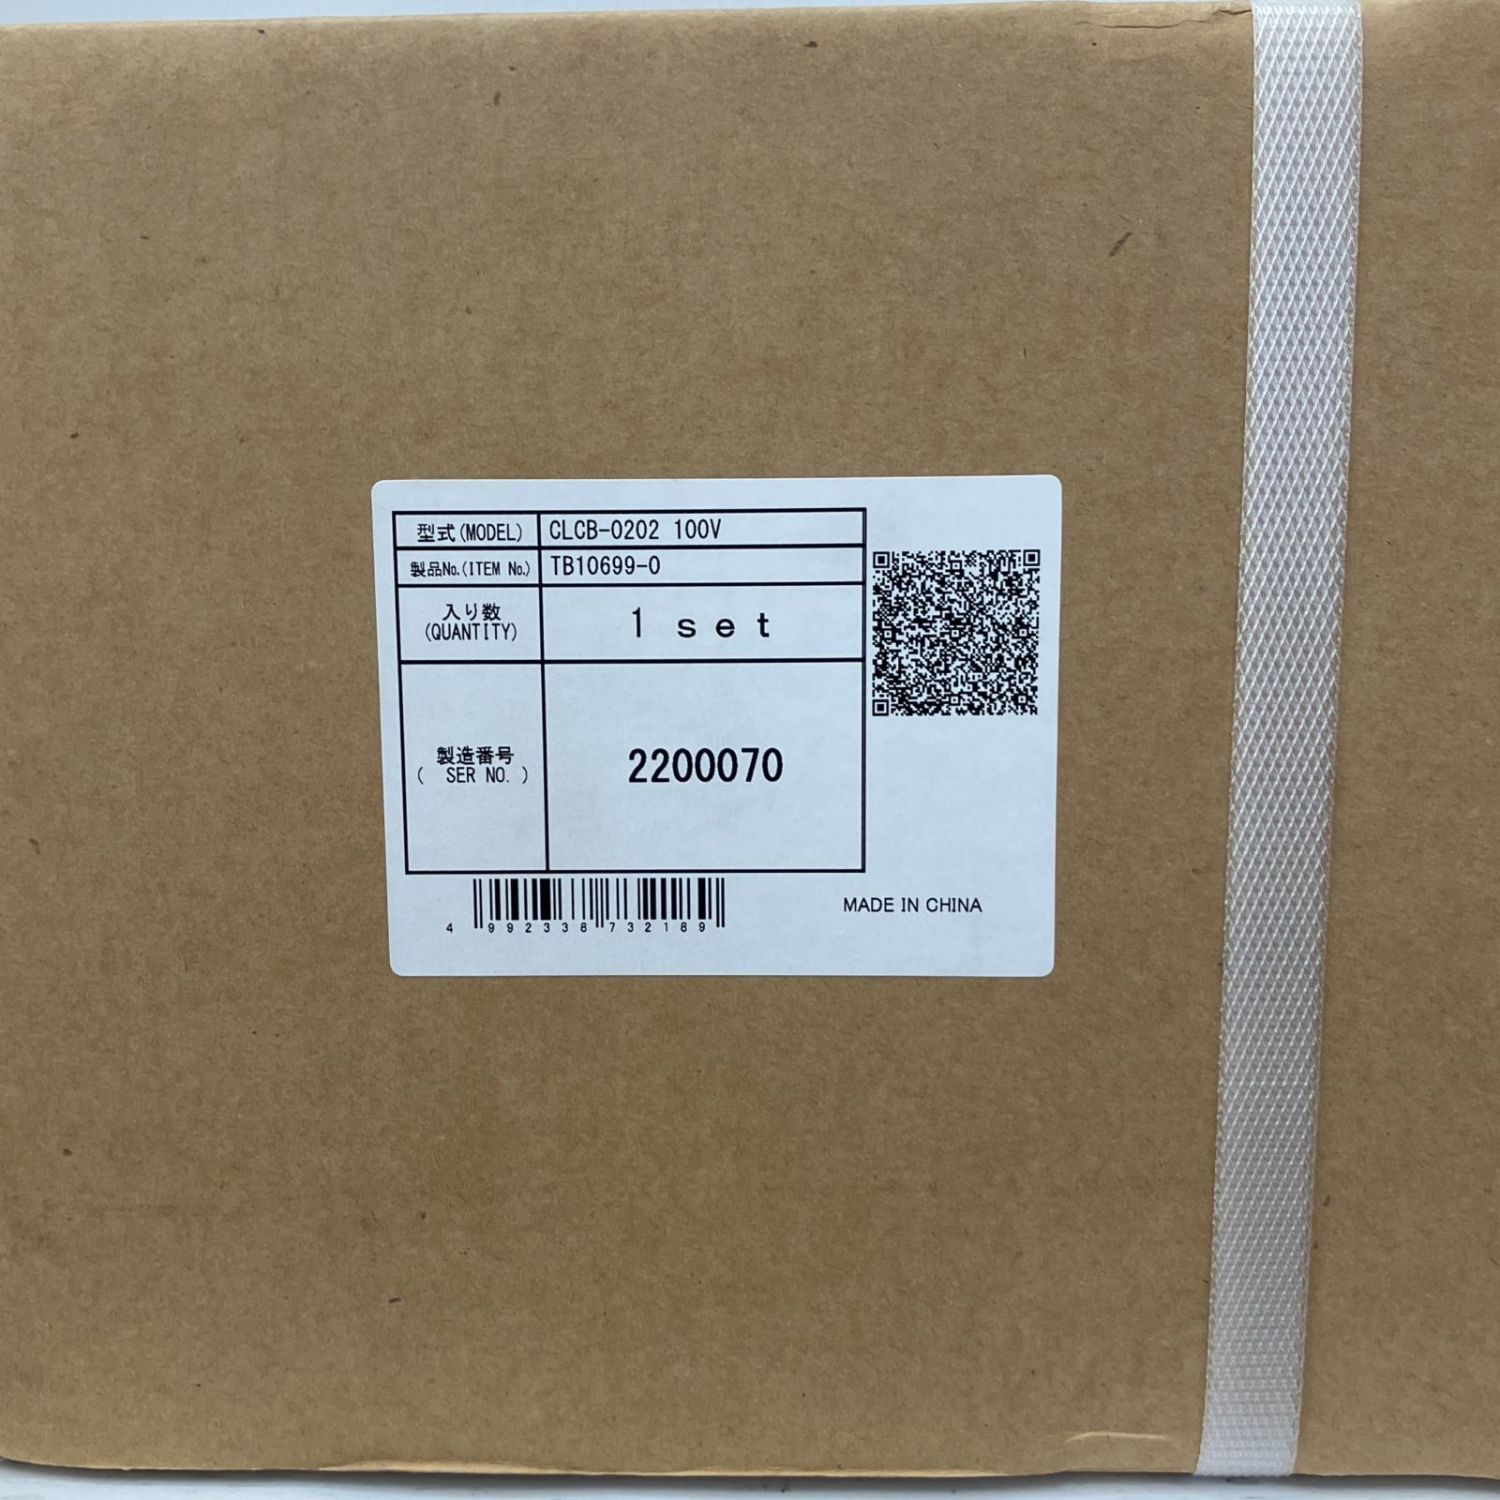 型式(MODEL) CLCB-0202 100V
製品No.(ITEM No.) TB10699-0
入り数
(QUANTITY) 1 set
製造番号
( SER NO. ) 2200070
4 992338 732189
MADE IN CHINA